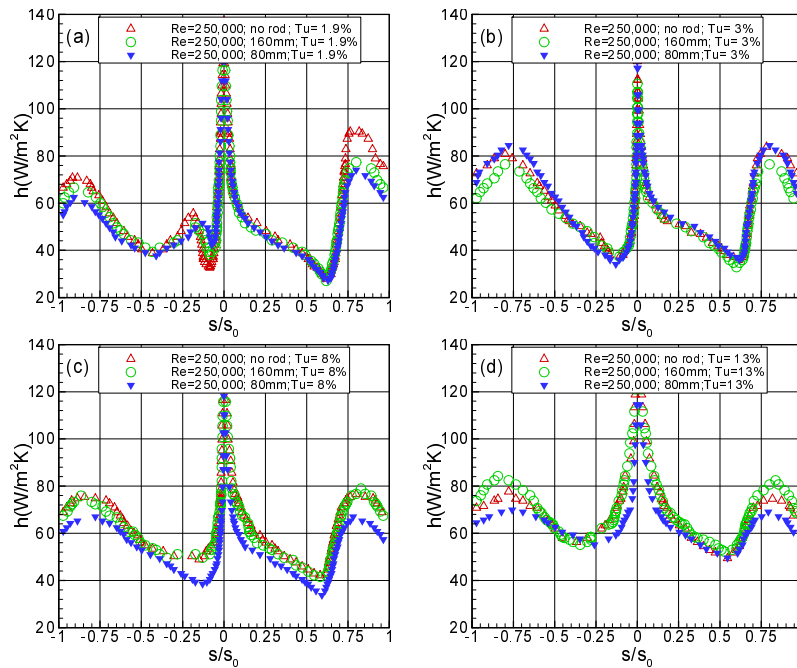 140
120
100
80
60
40
20
h(W/m²K)
(a)
Re=250,000; no rod; Tu= 1.9%
Re=250,000; 160mm; Tu= 1.9%
Re=250,000; 80mm;Tu= 1.9%
-1 -0.75 -0.5 -0.25 0 0.25 0.5 0.75 1
s/s₀
140
120
100
80
60
40
20
h(W/m²K)
(b)
Re=250,000; no rod; Tu= 3%
Re=250,000; 160mm; Tu= 3%
Re=250,000; 80mm;Tu= 3%
-0.75 -0.5 -0.25 0 0.25 0.5 0.75
s/s₀
140
120
100
80
60
40
20
h(W/m²K)
(c)
Re=250,000; no rod; Tu= 8%
Re=250,000; 160mm; Tu= 8%
Re=250,000; 80mm;Tu= 8%
-1 -0.75 -0.5 -0.25 0 0.25 0.5 0.75 1
s/s₀
140
120
100
80
60
40
20
h(W/m²K)
(d)
Re=250,000; no rod; Tu= 13%
Re=250,000; 160mm; Tu=13%
Re=250,000; 80mm;Tu=13%
-0.75 -0.5 -0.25 0 0.25 0.5 0.75
s/s₀